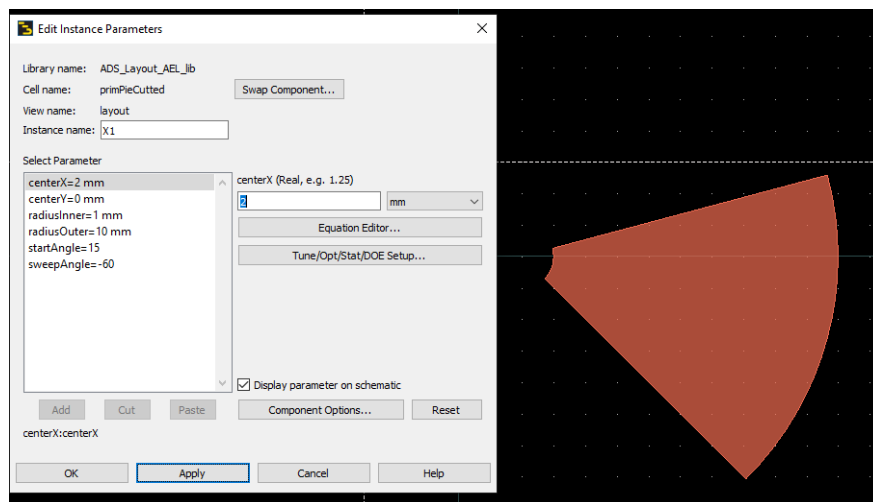 Edit Instance Parameters
Library name: ADS_Layout_AEL_lib
Cell name: primPieCutted Swap Component...
View name: layout
Instance name: X1
Select Parameter
centerX=2 mm
centerY=0 mm
radiusInner=1 mm
radiusOuter=10 mm
startAngle=15
sweepAngle=-60
centerX (Real, e.g. 1.25)
2 mm
Equation Editor...
Tune/Opt/Stat/DOE Setup...
Display parameter on schematic
Add Cut Paste Component Options... Reset
centerX:centerX
OK Apply Cancel Help